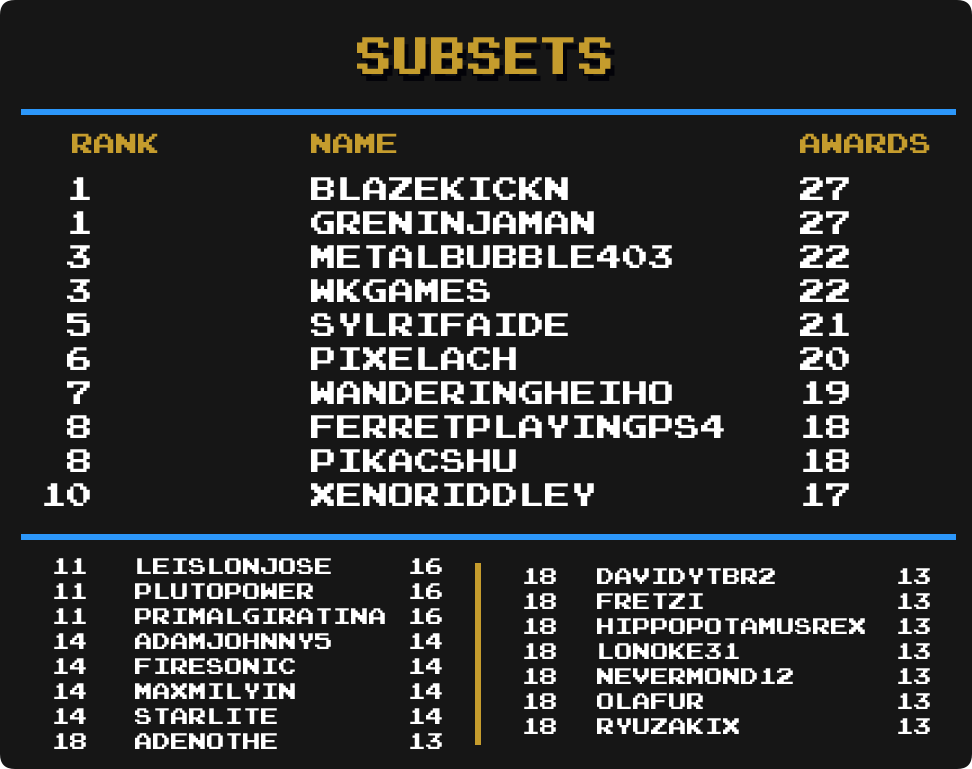 SUBSETS
RANK NAME AWARDS
1 BLAZEKICKN 27
1 GRENINJAMAN 27
3 METALBUBBLE403 22
3 WKGAMES 22
5 SYLRIFAIDE 21
6 PIXELACH 20
7 WANDERINGHEIHO 19
8 FERRETPLAYINGPS4 18
8 PIKACSHU 18
10 XENORIDDLEY 17
11 LEISLONJOSE 16
11 PLUTOPOWER 16
11 PRIMALGIRATINA 16
14 ADAMJOHNNY5 14
14 FIRESONIC 14
14 MAXMILYIN 14
14 STARLITE 14
18 ADENOTHE 13
18 DAVIDYTBR2 13
18 FRETZI 13
18 HIPPOPOTAMUSREX 13
18 LONOKE31 13
18 NEVERMOND12 13
18 OLAFUR 13
18 RYUZAKIX 13